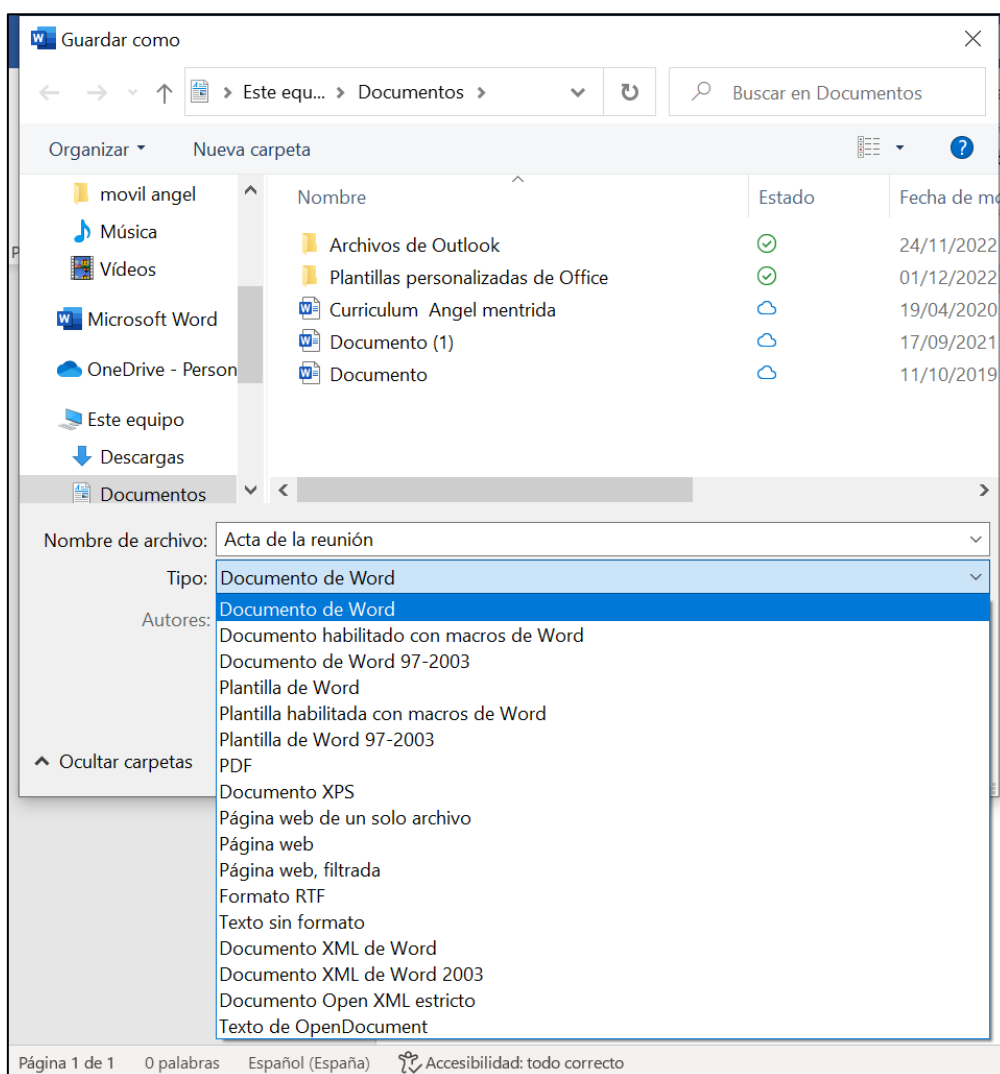 Guardar como
Este equ... > Documentos >
Buscar en Documentos
Organizar
Nueva carpeta
movil angel
Música
Vídeos
Microsoft Word
OneDrive - Person
Este equipo
Descargas
Documentos
Nombre Estado Fecha de mo
Archivos de Outlook 24/11/2022
Plantillas personalizadas de Office 01/12/2022
Curriculum Angel mentrida 19/04/2020
Documento (1) 17/09/2021
Documento 11/10/2019
Nombre de archivo: Acta de la reunión
Tipo: Documento de Word
Autores:
Documento de Word
Documento habilitado con macros de Word
Documento de Word 97-2003
Plantilla de Word
Plantilla habilitada con macros de Word
Plantilla de Word 97-2003
PDF
Documento XPS
Página web de un solo archivo
Página web
Página web, filtrada
Formato RTF
Texto sin formato
Documento XML de Word
Documento XML de Word 2003
Documento Open XML estricto
Texto de OpenDocument
Ocultar carpetas
Página 1 de 1 0 palabras Español (España) Accesibilidad: todo correcto